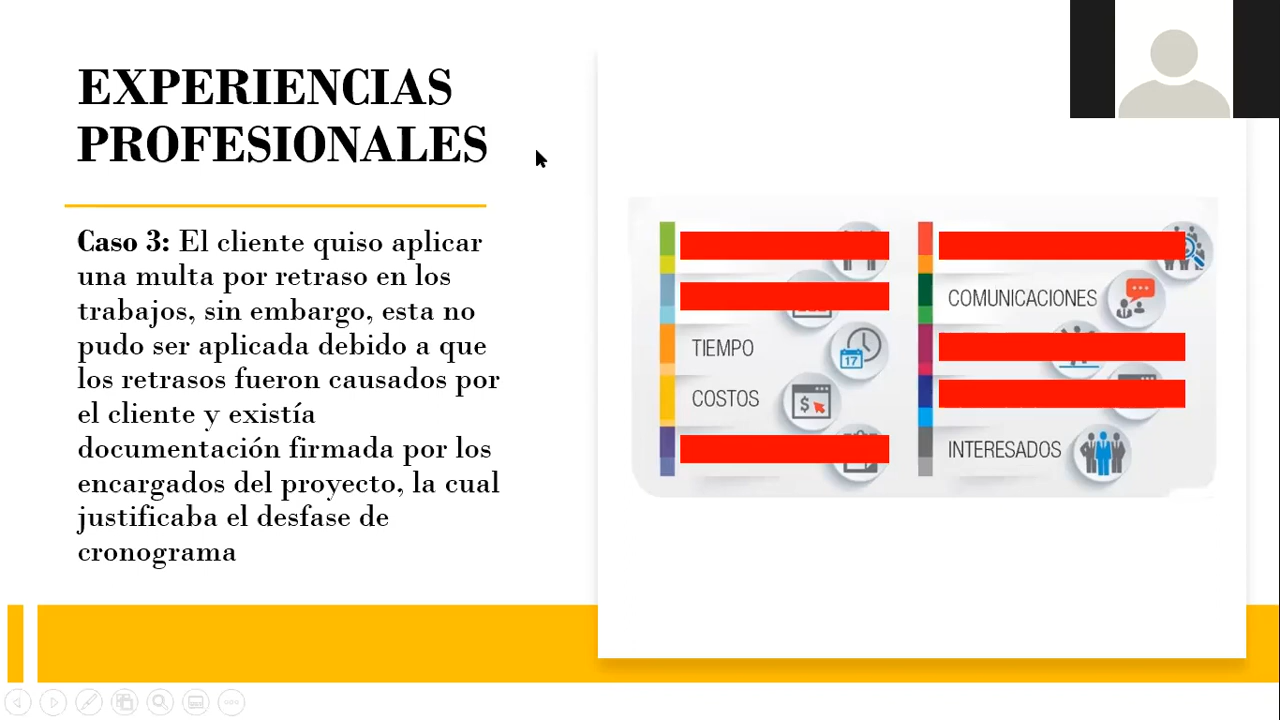 EXPERIENCIAS
PROFESIONALES
Caso 3: El cliente quiso aplicar
una multa por retraso en los
trabajos, sin embargo, esta no
pudo ser aplicada debido a que
los retrasos fueron causados por
el cliente y existía
documentación firmada por los
encargados del proyecto, la cual
justificaba el desfase de
cronograma
TIEMPO
17
COSTOS
$
COMUNICACIONES
INTERESADOS